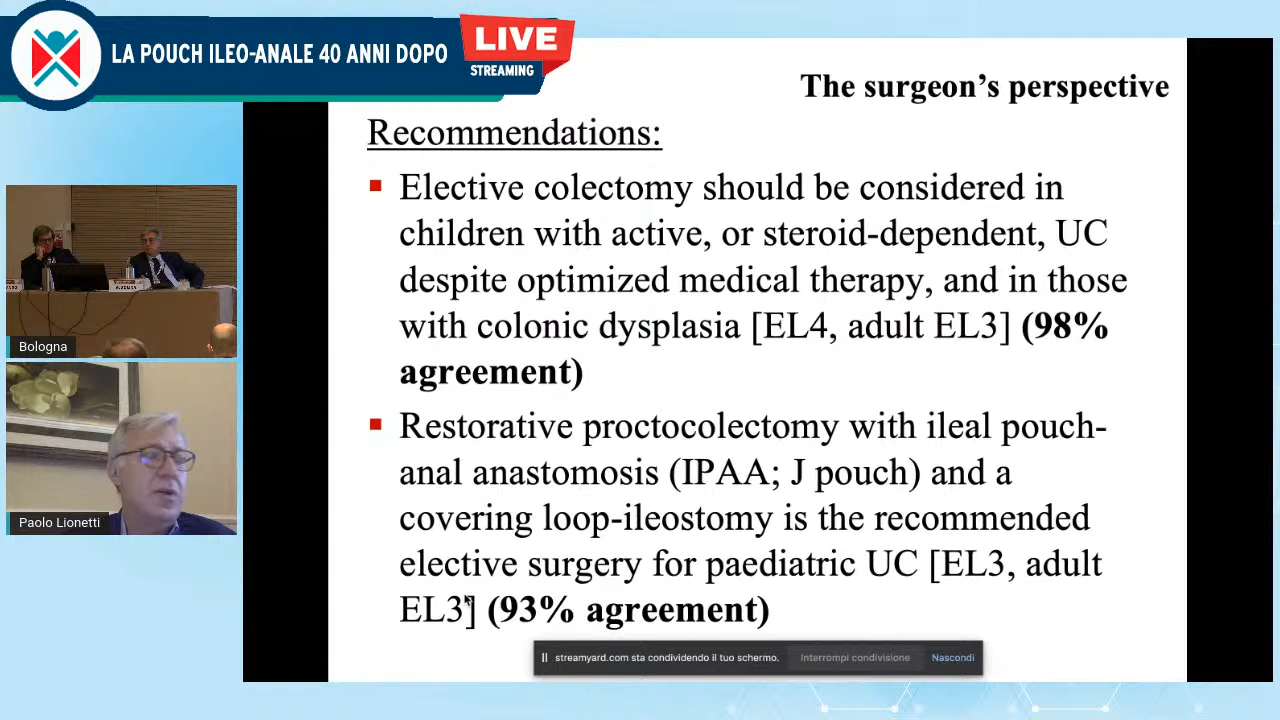 LA POUCH ILEO-ANALE 40 ANNI DOPO
LIVE
STREAMING
The surgeon's perspective
Recommendations:
Elective colectomy should be considered in
children with active, or steroid-dependent, UC
despite optimized medical therapy, and in those
with colonic dysplasia [EL4, adult EL3] (98%
agreement)
Restorative proctocolectomy with ileal pouch-
anal anastomosis (IPAA; J pouch) and a
covering loop-ileostomy is the recommended
elective surgery for paediatric UC [EL3, adult
EL3] (93% agreement)
Bologna
Paolo Lionetti
streamyard.com sta condividendo il tuo schermo.
Interrompi condivisione
Nascondi